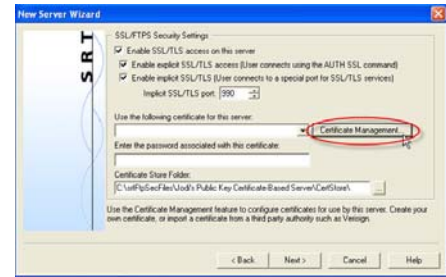 New Server Wizard
SRT
SSL/FTPS Security Settings
Enable SSL/TLS access on this server
Enable explicit SSL/TLS access (User connects using the AUTH SSL command)
Enable implicit SSL/TLS (User connects to a special port for SSL/TLS services)
Implicit SSL/TLS port: 990
Use the following certificate for this server:
Certificate Management...
Enter the password associated with this certificate:
Certificate Store Folder:
C:\srtFtpSecFiles\Jodi's Public Key Certificate-Based Server\CertStore\
...
Use the Certificate Management feature to configure certificates for use by this server. Create your
own certificate, or import a certificate from a third party authority such as Verisign.
< Back
Next >
Cancel
Help